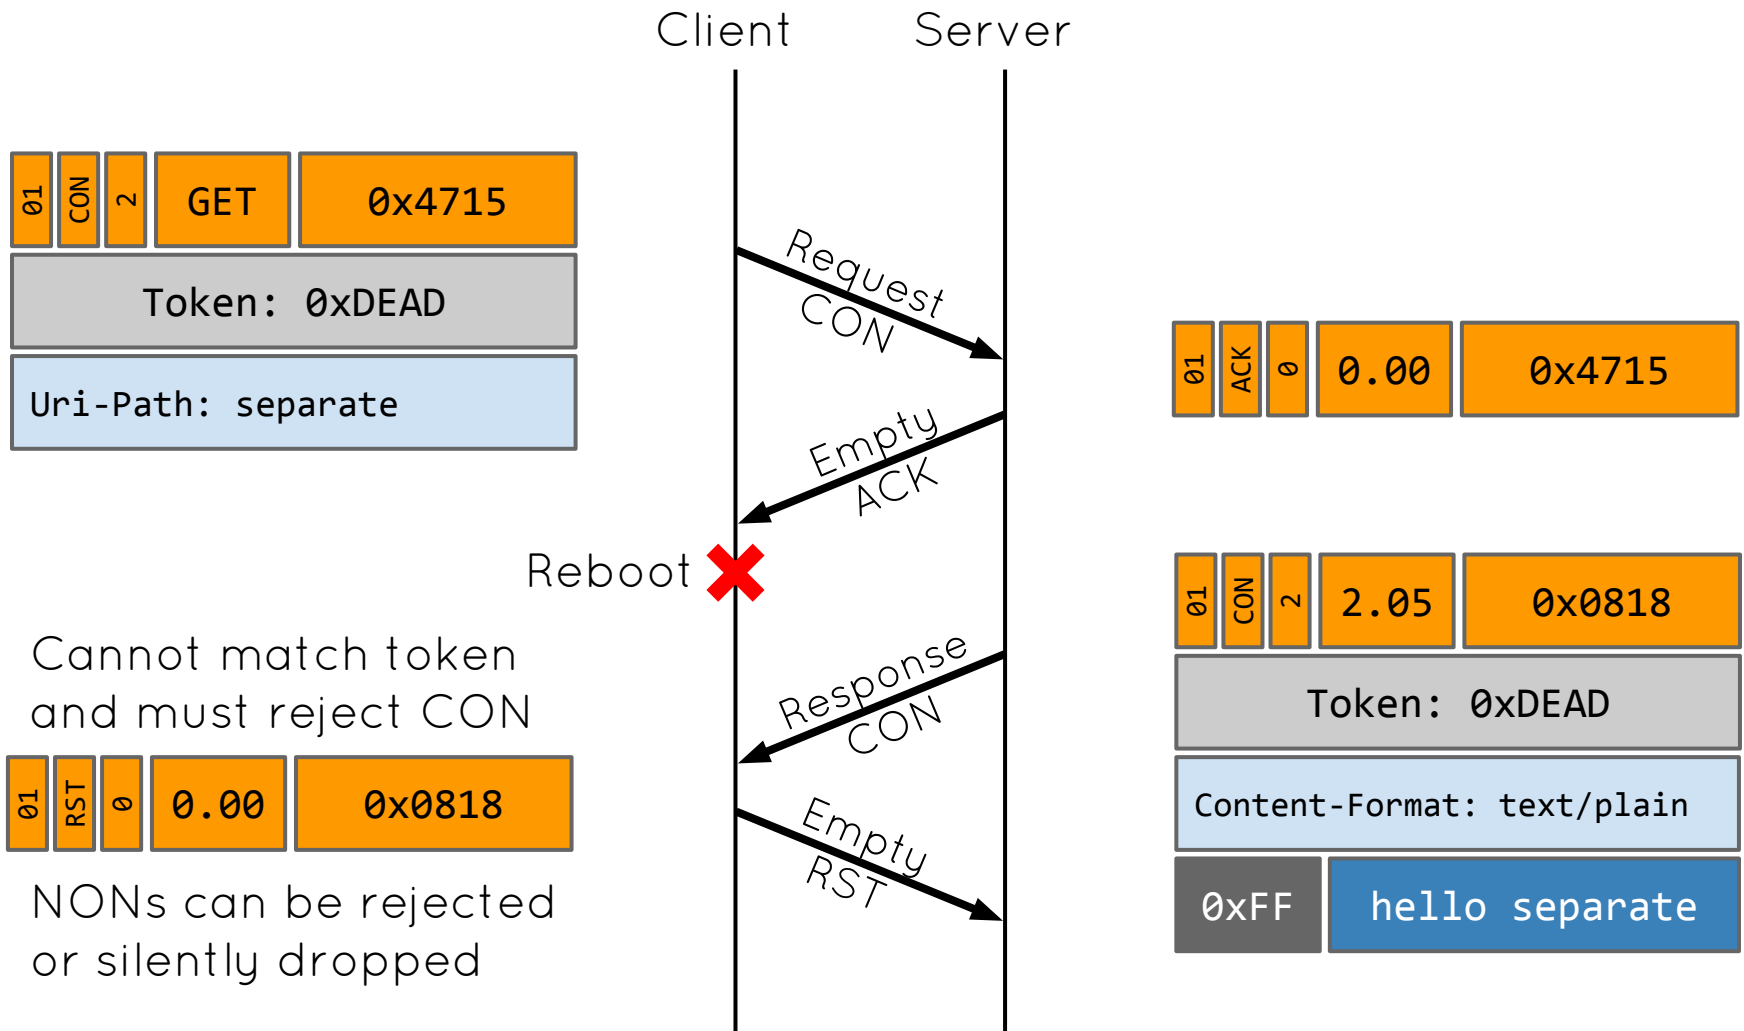 Client Server
01 CON 2 GET 0x4715
Token: 0xDEAD
Uri-Path: separate
Request
CON
01 ACK 0 0.00 0x4715
Empty
ACK
Reboot
01 CON 2 2.05 0x0818
Token: 0xDEAD
Content-Format: text/plain
0xFF hello separate
Response
CON
Cannot match token
and must reject CON
01 RST 0 0.00 0x0818
Empty
RST
NONs can be rejected
or silently dropped